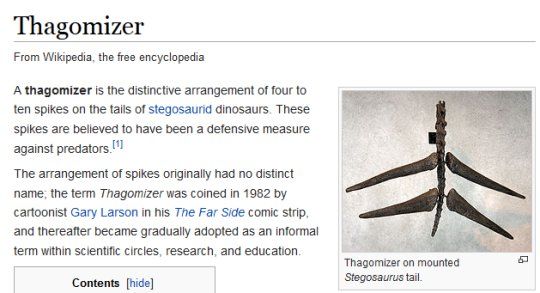 Thagomizer
From Wikipedia, the free encyclopedia
A thagomizer is the distinctive arrangement of four to
ten spikes on the tails of stegosaurid dinosaurs. These
spikes are believed to have been a defensive measure
against predators.[1]
The arrangement of spikes originally had no distinct
name; the term Thagomizer was coined in 1982 by
cartoonist Gary Larson in his The Far Side comic strip,
and thereafter became gradually adopted as an informal
term within scientific circles, research, and education.
Thagomizer on mounted
Stegosaurus tail.
Contents [hide]